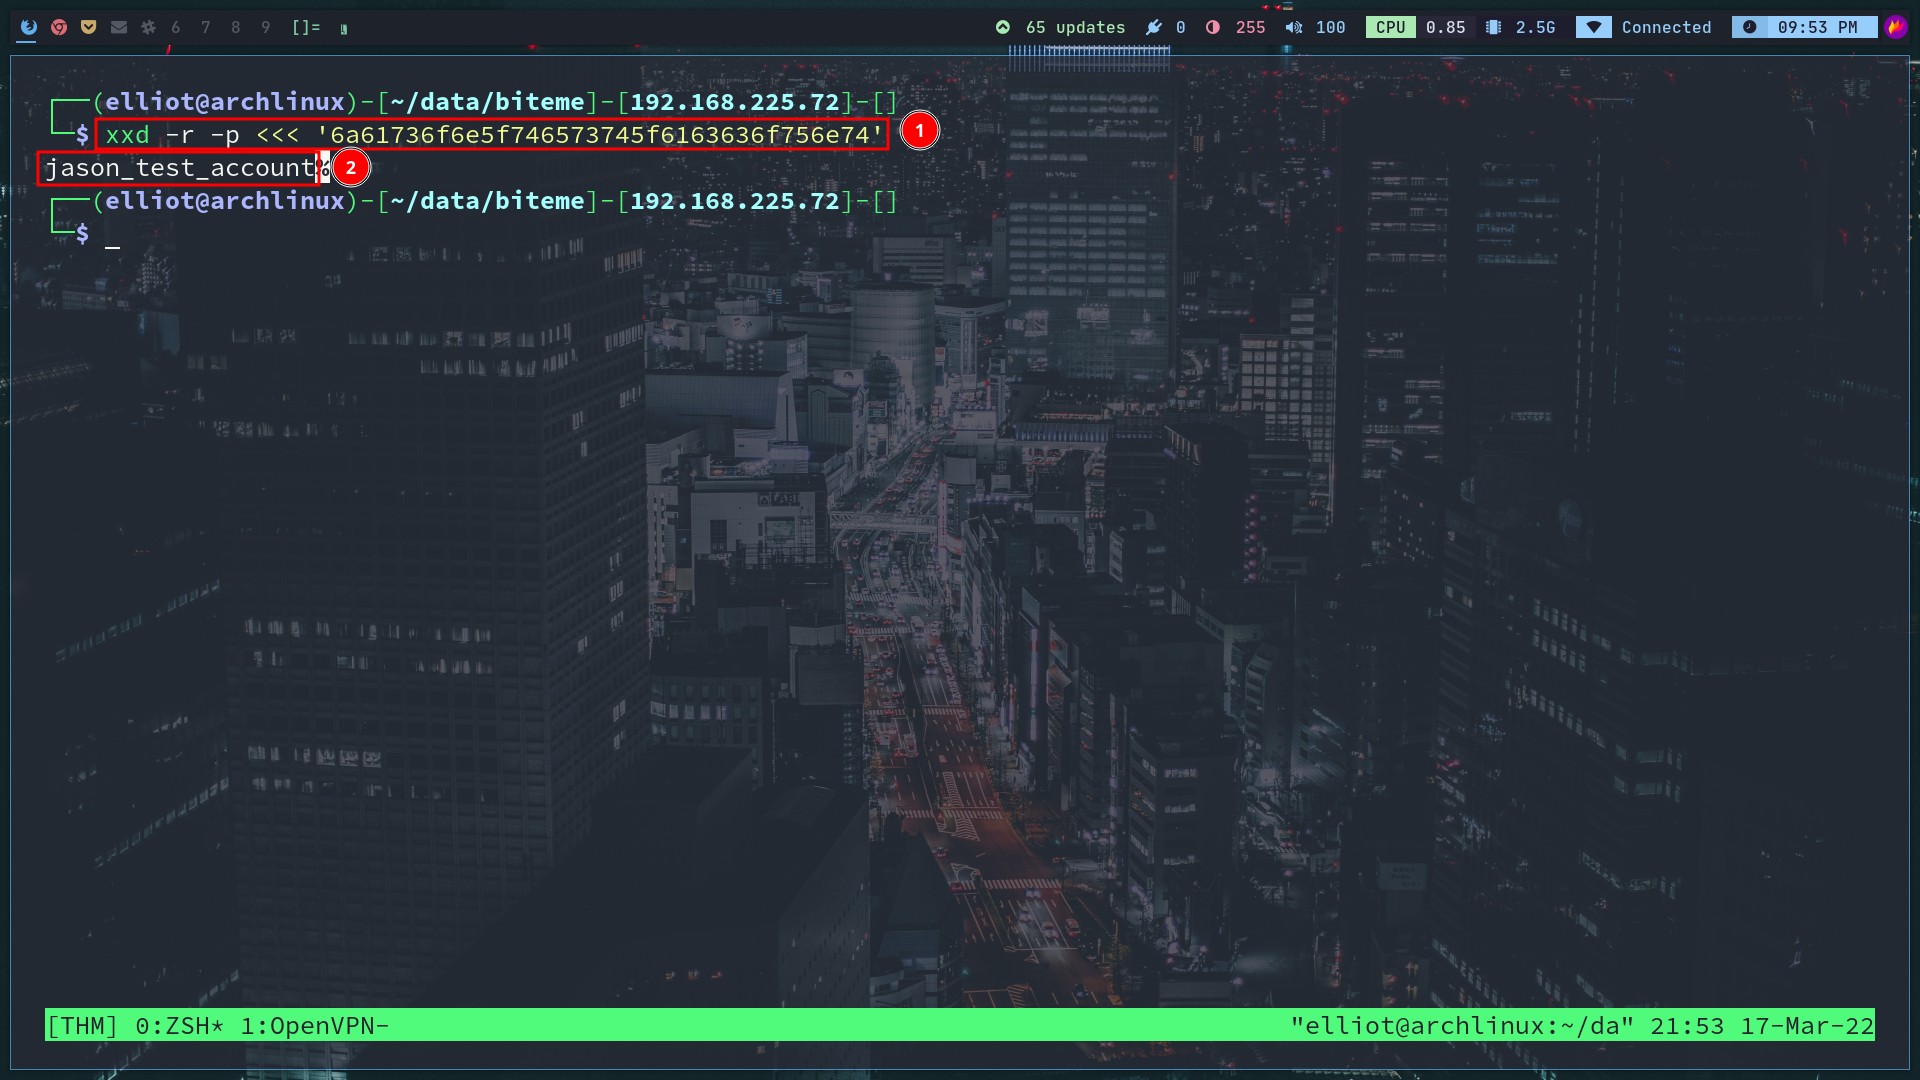 6 7 8 9 []= 65 updates 0 255 100 CPU 0.85 2.5G Connected 09:53 PM
┌──(elliot@archlinux)-[~/data/biteme]-[192.168.225.72]-[]
└─$ xxd -r -p <<< '6a61736f6e5f746573745f6163636f756e74' 1
jason_test_account% 2
┌──(elliot@archlinux)-[~/data/biteme]-[192.168.225.72]-[]
└─$ _
[THM] 0:ZSH* 1:OpenVPN- "elliot@archlinux:~/da" 21:53 17-Mar-22